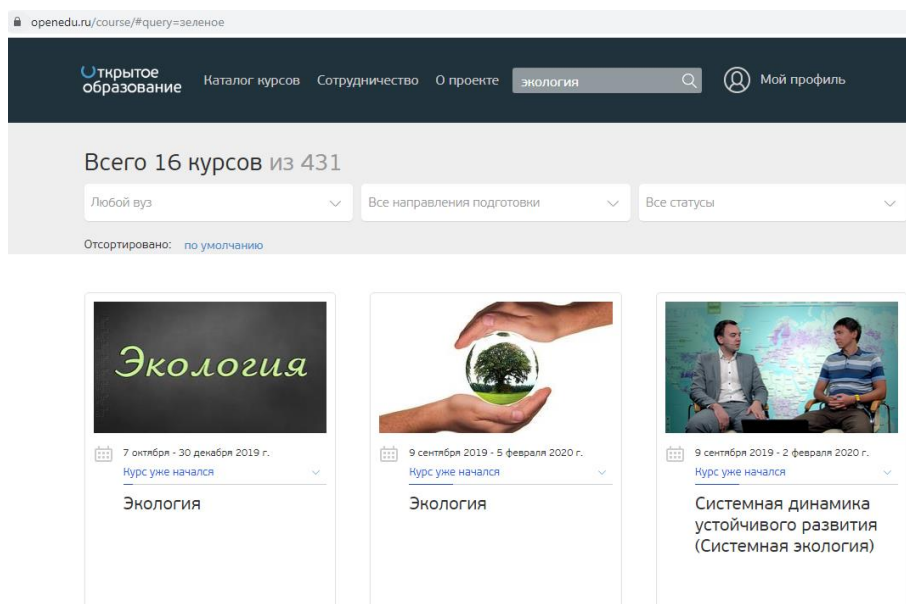 openedu.ru/course/#query=зеленое
Открытое образование
Каталог курсов Сотрудничество О проекте экология Мой профиль
Всего 16 курсов из 431
Любой вуз Все направления подготовки Все статусы
Отсортировано: по умолчанию
Экология
7 октября - 30 декабря 2019 г.
Курс уже начался
Экология
9 сентября 2019 - 5 февраля 2020 г.
Курс уже начался
Экология
9 сентября 2019 - 2 февраля 2020 г.
Курс уже начался
Системная динамика
устойчивого развития
(Системная экология)